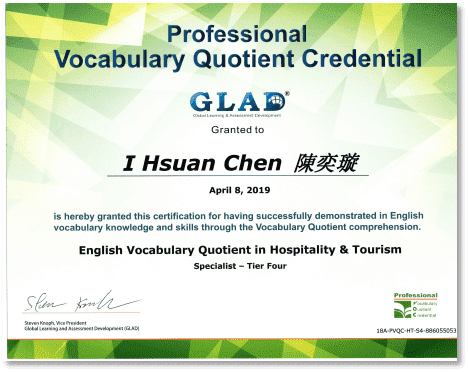 Professional
Vocabulary Quotient Credential
GLAD®
Global Learning & Assessment Development
Granted to
I Hsuan Chen 陳奕璇
April 8, 2019
is hereby granted this certification for having successfully demonstrated in English
vocabulary knowledge and skills through the Vocabulary Quotient comprehension.
English Vocabulary Quotient in Hospitality & Tourism
Specialist – Tier Four
Steven Knoph, Vice President
Global Learning and Assessment Development (GLAD)
Professional
Vocabulary
Quotient
Credential
18A-PVQC-HT-S4-886055053